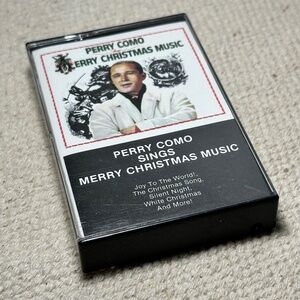 PERRY COMO
MERRY CHRISTMAS MUSIC
PERRY COMO
SINGS
MERRY CHRISTMAS MUSIC
Joy To The World!,
The Christmas Song,
Silent Night,
White Christmas
And More!